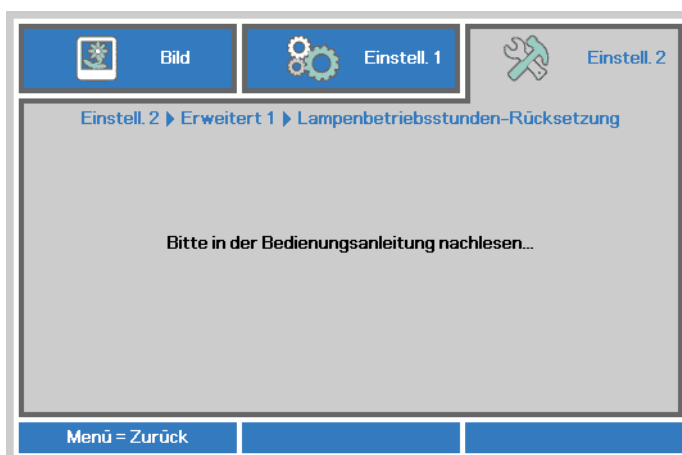 Bild
Einstell. 1
Einstell. 2
Einstell. 2 ▶ Erweitert 1 ▶ Lampenbetriebsstunden-Rücksetzung
Bitte in der Bedienungsanleitung nachlesen...
Menü = Zurück